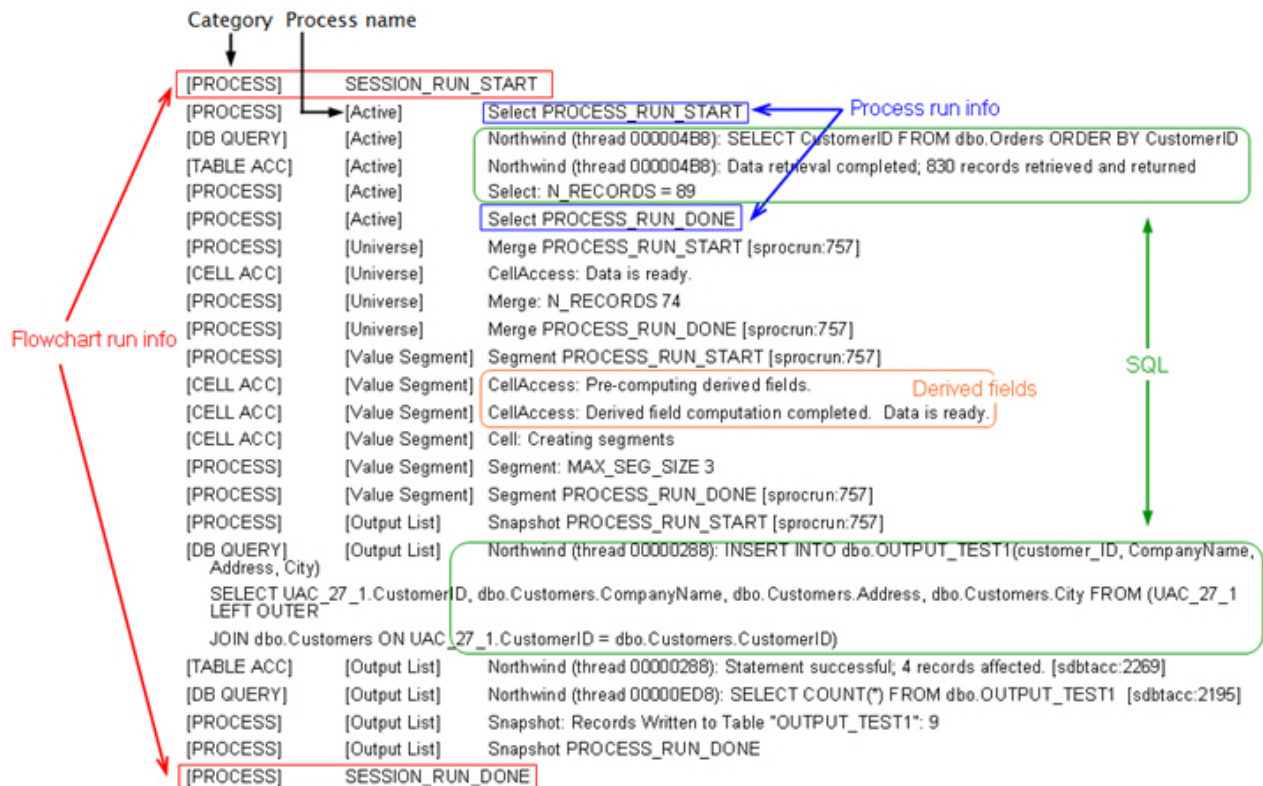 Category Process name
[PROCESS] SESSION_RUN_START
[PROCESS] [Active] Select PROCESS_RUN_START Process run info
[DB QUERY] [Active] Northwind (thread 000004B8): SELECT CustomerID FROM dbo.Orders ORDER BY CustomerID
[TABLE ACC] [Active] Northwind (thread 000004B8): Data retrieval completed; 830 records retrieved and returned
[PROCESS] [Active] Select: N_RECORDS = 89
[PROCESS] [Active] Select PROCESS_RUN_DONE
[PROCESS] [Universe] Merge PROCESS_RUN_START [sprocrun:757]
[CELL ACC] [Universe] CellAccess: Data is ready.
[PROCESS] [Universe] Merge: N_RECORDS 74
[PROCESS] [Universe] Merge PROCESS_RUN_DONE [sprocrun:757]
Flowchart run info
[PROCESS] [Value Segment] Segment PROCESS_RUN_START [sprocrun:757]
SQL
[CELL ACC] [Value Segment] CellAccess: Pre-computing derived fields. Derived fields
[CELL ACC] [Value Segment] CellAccess: Derived field computation completed. Data is ready.
[CELL ACC] [Value Segment] Cell: Creating segments
[PROCESS] [Value Segment] Segment: MAX_SEG_SIZE 3
[PROCESS] [Value Segment] Segment PROCESS_RUN_DONE [sprocrun:757]
[PROCESS] [Output List] Snapshot PROCESS_RUN_START [sprocrun:757]
[DB QUERY] [Output List] Northwind (thread 00000288): INSERT INTO dbo.OUTPUT_TEST1(customer_ID, CompanyName,
Address, City)
SELECT UAC_27_1.CustomerID, dbo.Customers.CompanyName, dbo.Customers.Address, dbo.Customers.City FROM (UAC_27_1
LEFT OUTER
JOIN dbo.Customers ON UAC_27_1.CustomerID = dbo.Customers.CustomerID)
[TABLE ACC] [Output List] Northwind (thread 00000288): Statement successful; 4 records affected. [sdbtacc:2269]
[DB QUERY] [Output List] Northwind (thread 00000ED8): SELECT COUNT(*) FROM dbo.OUTPUT_TEST1 [sdbtacc:2195]
[PROCESS] [Output List] Snapshot: Records Written to Table "OUTPUT_TEST1": 9
[PROCESS] [Output List] Snapshot PROCESS_RUN_DONE
[PROCESS] SESSION_RUN_DONE